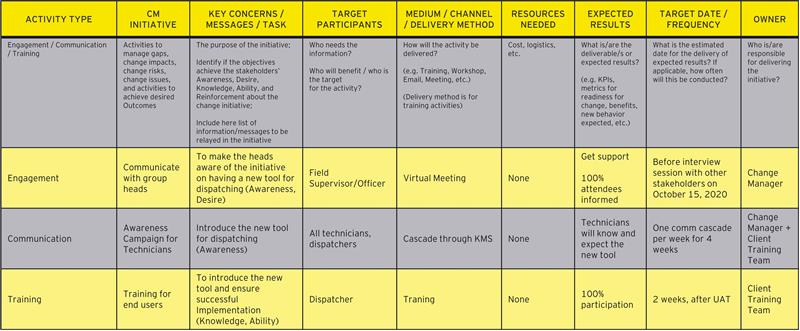 ACTIVITY TYPE
CM
INITIATIVE
KEY CONCERNS /
MESSAGES / TASK
TARGET
PARTICIPANTS
MEDIUM / CHANNEL
/ DELIVERY METHOD
RESOURCES
NEEDED
EXPECTED
RESULTS
TARGET DATE /
FREQUENCY
OWNER
Engagement / Communication
/ Training
Activities to
manage gaps,
change impacts,
change risks,
change issues,
and activities to
achieve desired
Outcomes
The purpose of the initiative;
Identify if the objectives
achieve the stakeholders'
Awareness, Desire,
Knowledge, Ability, and
Reinforcement about the
change initiative;
Include here list of
information/messages to be
relayed in the initiative
Who needs the
information?
Who will benefit / who is
the target
for the activity?
How will the activity be
delivered?
(e.g. Training, Workshop,
Email, Meeting, etc.)
(Delivery method is for
training activities)
Cost, logistics,
etc.
What is/are the
deliverable/s or
expected results?
(e.g. KPIs,
metrics for
readiness for
change, benefits,
new behavior
expected, etc.)
What is the estimated
date for the delivery of
expected results? If
applicable, how often
will this be conducted?
Who is/are
responsible
for delivering
the
initiative?
Engagement
Communicate
with group
heads
To make the heads
aware of the initiative
on having a new tool for
dispatching (Awareness,
Desire)
Field
Supervisor/Officer
Virtual Meeting
None
Get support
100%
attendees
informed
Before interview
session with other
stakeholders on
October 15, 2020
Change
Manager
Communication
Awareness
Campaign for
Technicians
Introduce the new tool
for dispatching
(Awareness)
All technicians,
dispatchers
Cascade through KMS
None
Technicians
will know and
expect the
new tool
One comm cascade
per week for 4
weeks
Change
Manager +
Client
Training
Team
Training
Training for
end users
To introduce the new
tool and ensure
successful
Implementation
(Knowledge, Ability)
Dispatcher
Traning
None
100%
participation
2 weeks, after UAT
Client
Training
Team